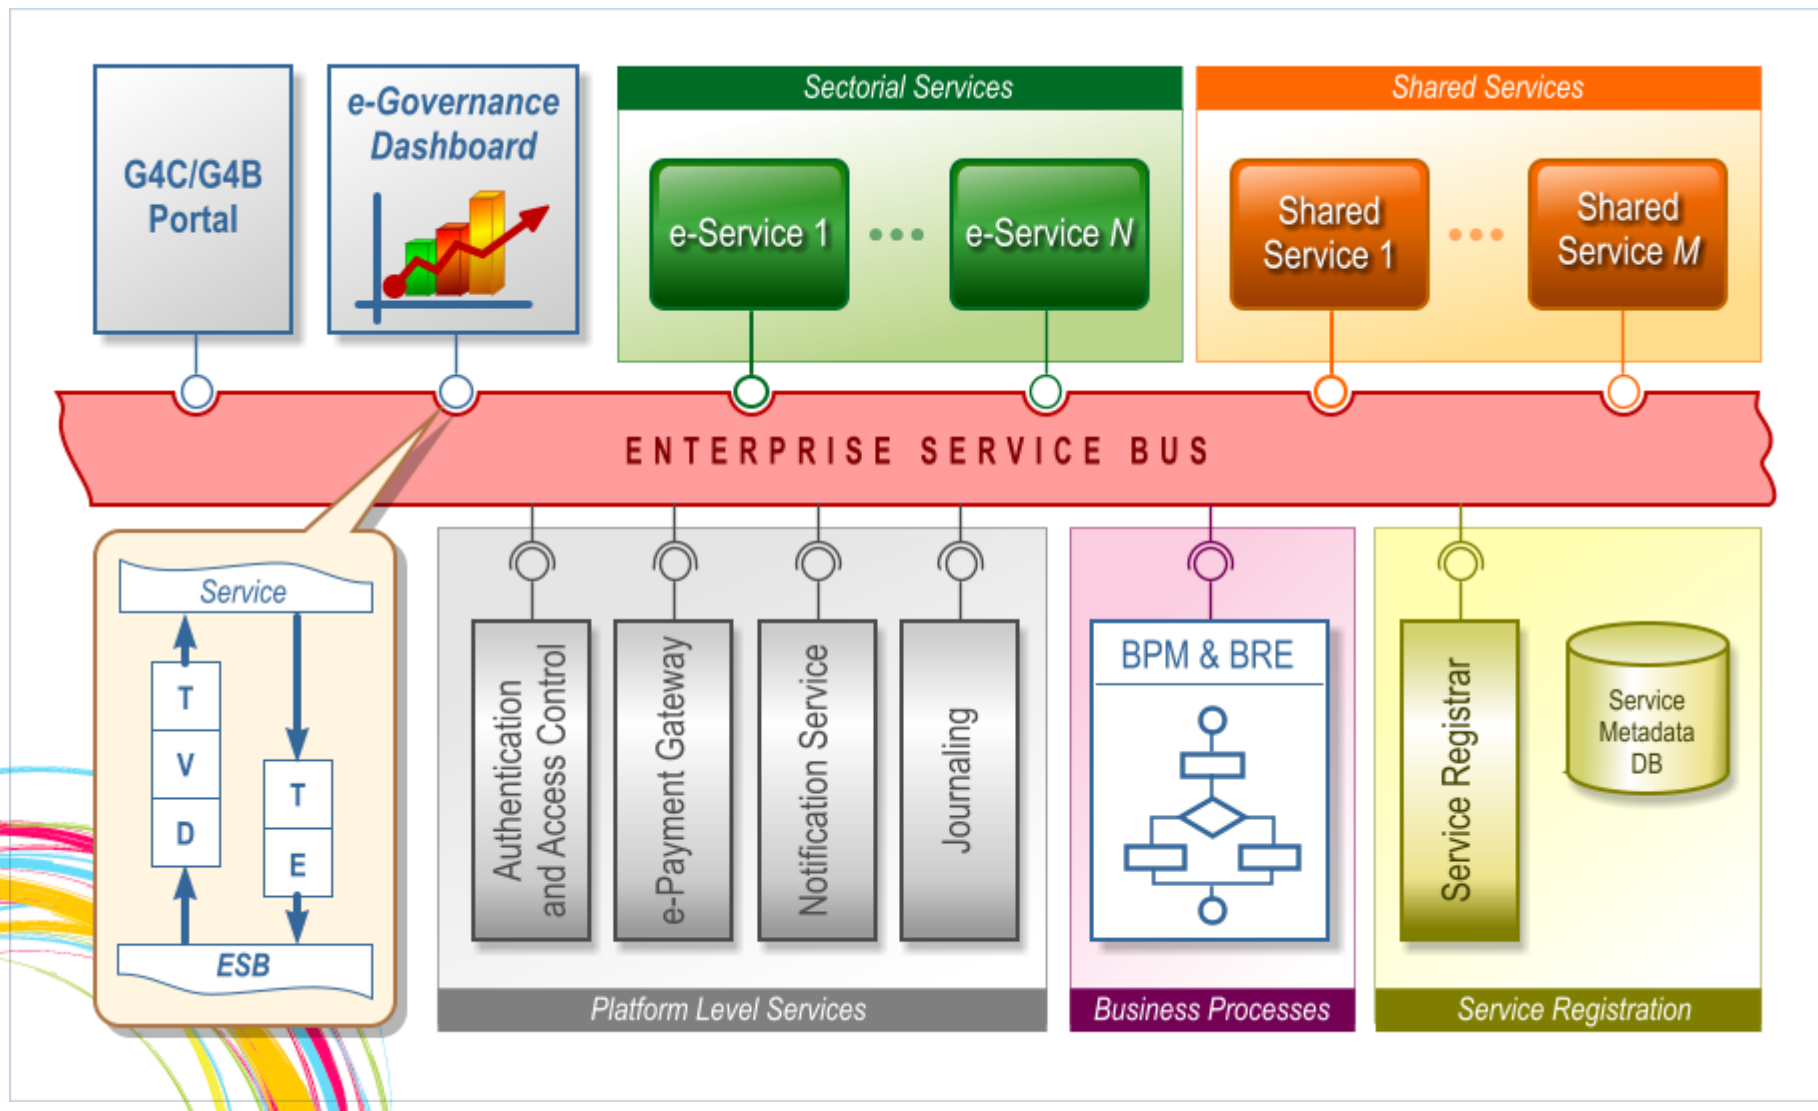 G4C/G4B
Portal
e-Governance
Dashboard
Sectorial Services
e-Service 1
e-Service N
Shared Services
Shared
Service 1
Shared
Service M
ENTERPRISE SERVICE BUS
Service
T
V
D
T
E
ESB
Authentication
and Access Control
e-Payment Gateway
Notification Service
Journaling
Platform Level Services
BPM & BRE
Business Processes
Service Registrar
Service
Metadata
DB
Service Registration